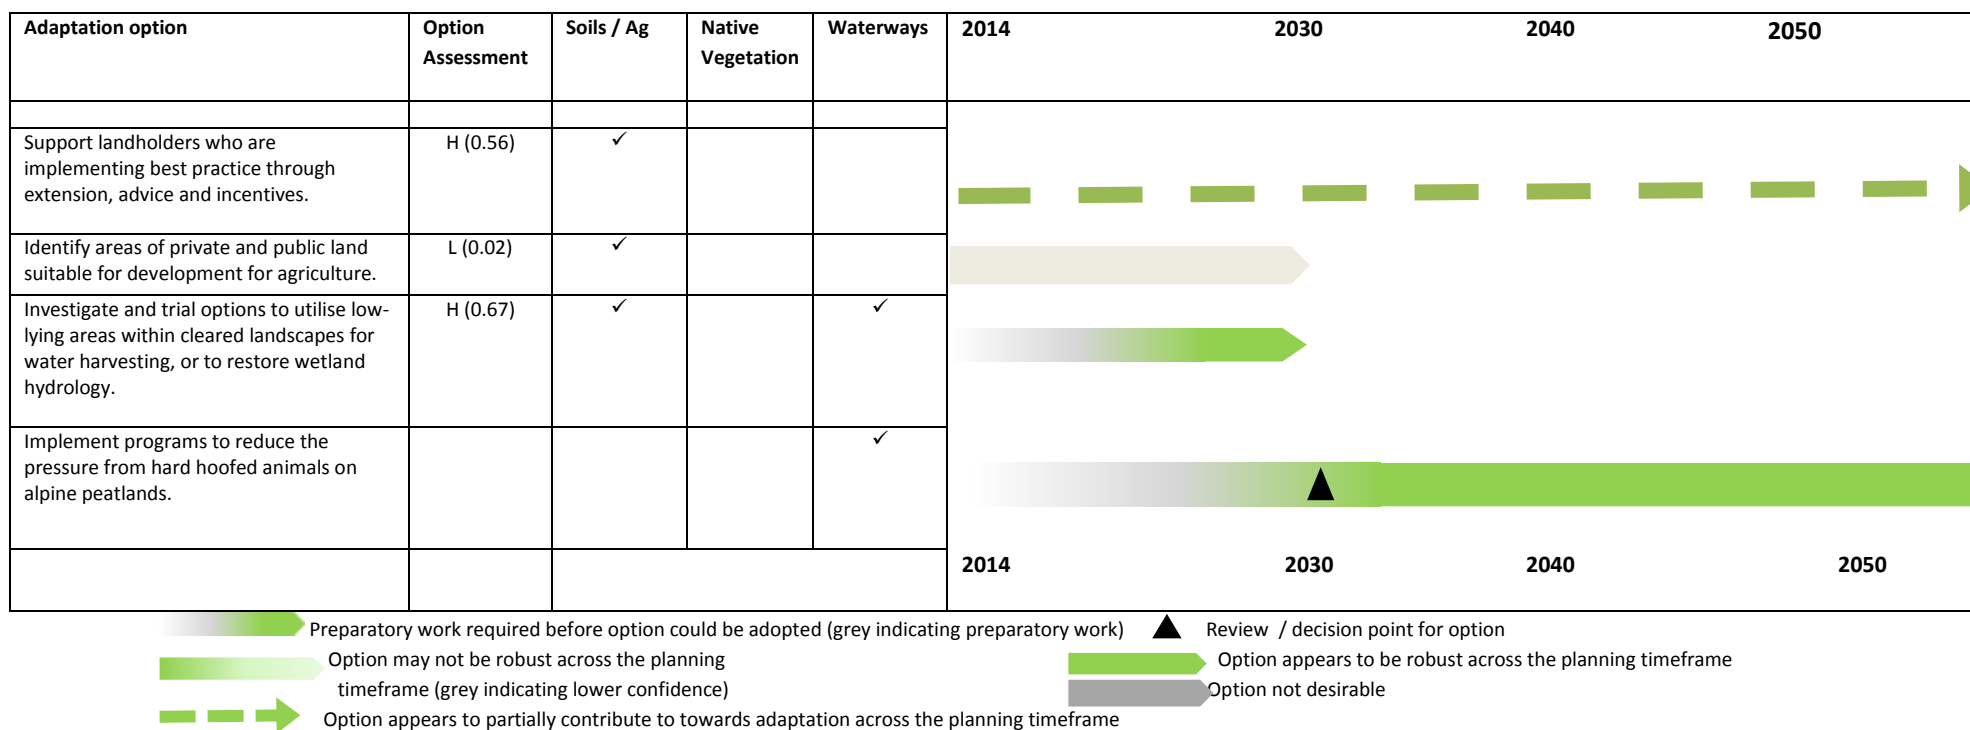 Adaptation option
Option
Assessment
Soils / Ag
Native
Vegetation
Waterways
2014
2030
2040
2050
Support landholders who are
implementing best practice through
extension, advice and incentives.
H (0.56)
✓
Identify areas of private and public land
suitable for development for agriculture.
L (0.02)
✓
Investigate and trial options to utilise low-
lying areas within cleared landscapes for
water harvesting, or to restore wetland
hydrology.
H (0.67)
✓
✓
Implement programs to reduce the
pressure from hard hoofed animals on
alpine peatlands.
✓
2014
2030
2040
2050
Preparatory work required before option could be adopted (grey indicating preparatory work)
Review / decision point for option
Option may not be robust across the planning
timeframe (grey indicating lower confidence)
Option appears to be robust across the planning timeframe
Option not desirable
Option appears to partially contribute to towards adaptation across the planning timeframe